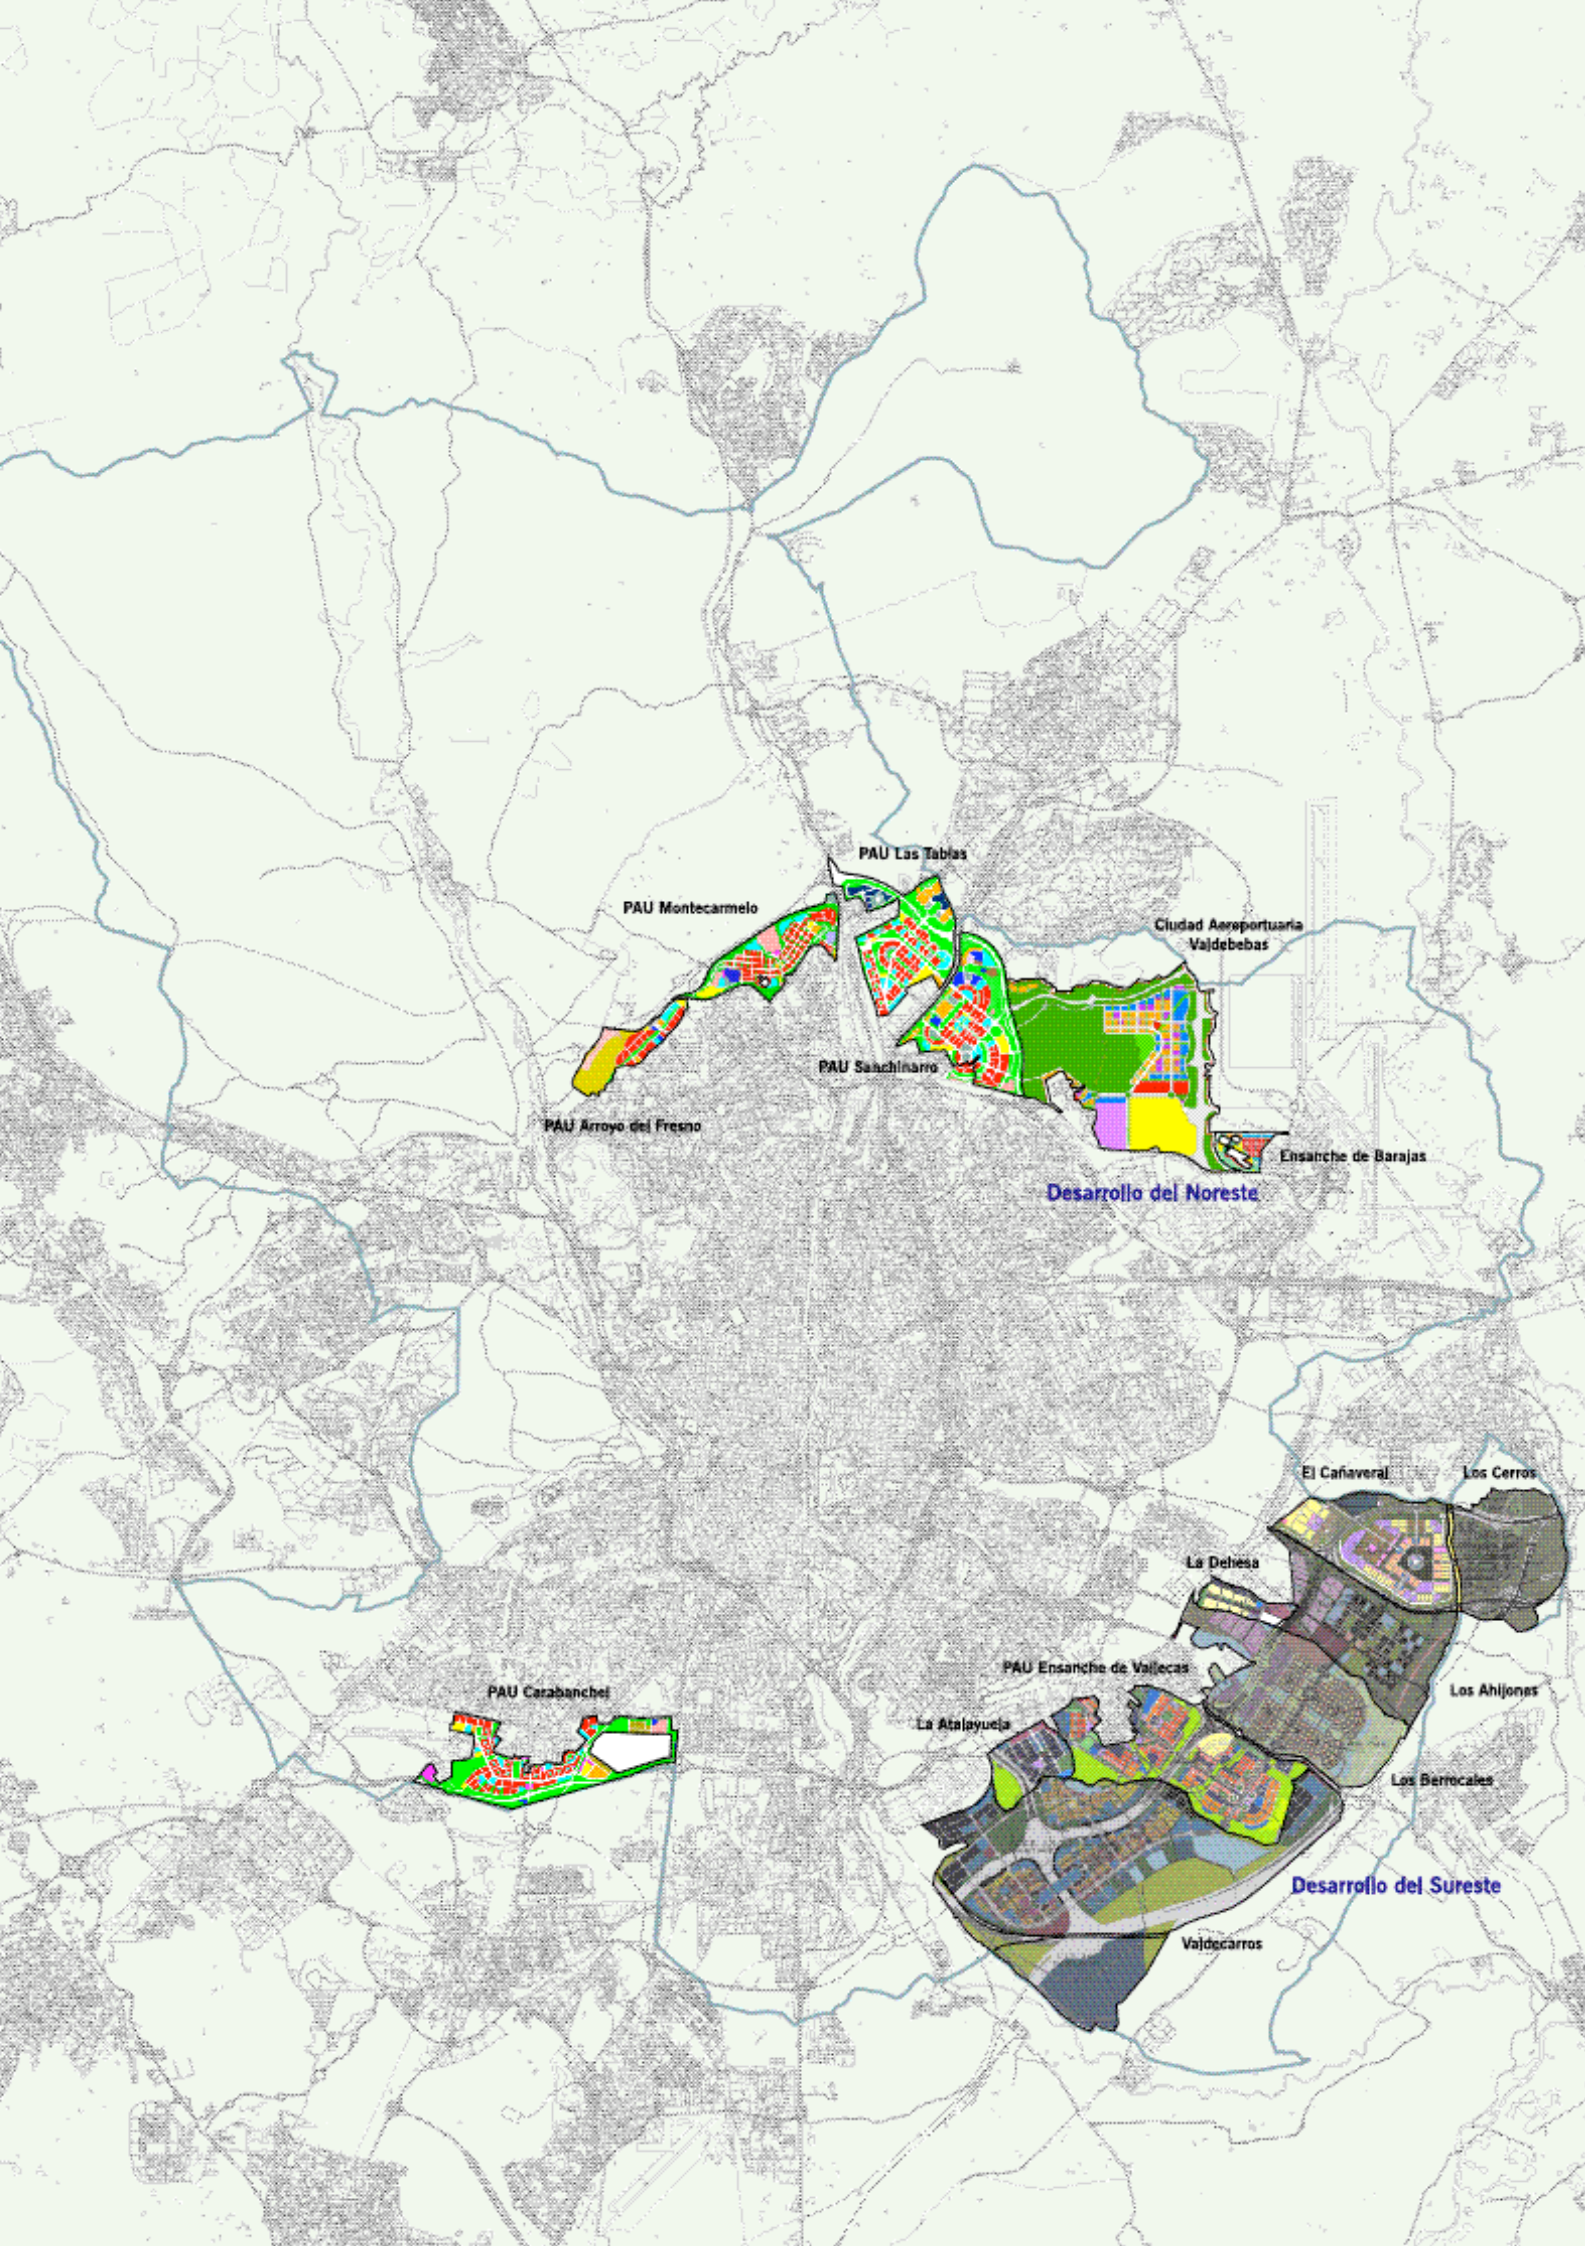 PAU Las Tablas
PAU Montecarmelo
Ciudad Aereportuaria
Valdebebas
PAU Sanchinarro
PAU Arroyo del Fresno
Ensanche de Barajas
Desarrollo del Noreste
El Cañaveral
Los Cerros
La Dehesa
PAU Ensanche de Vallecas
PAU Carabanchel
Los Ahijones
La Atalayuela
Los Berrocales
Desarrollo del Sureste
Valdecarros